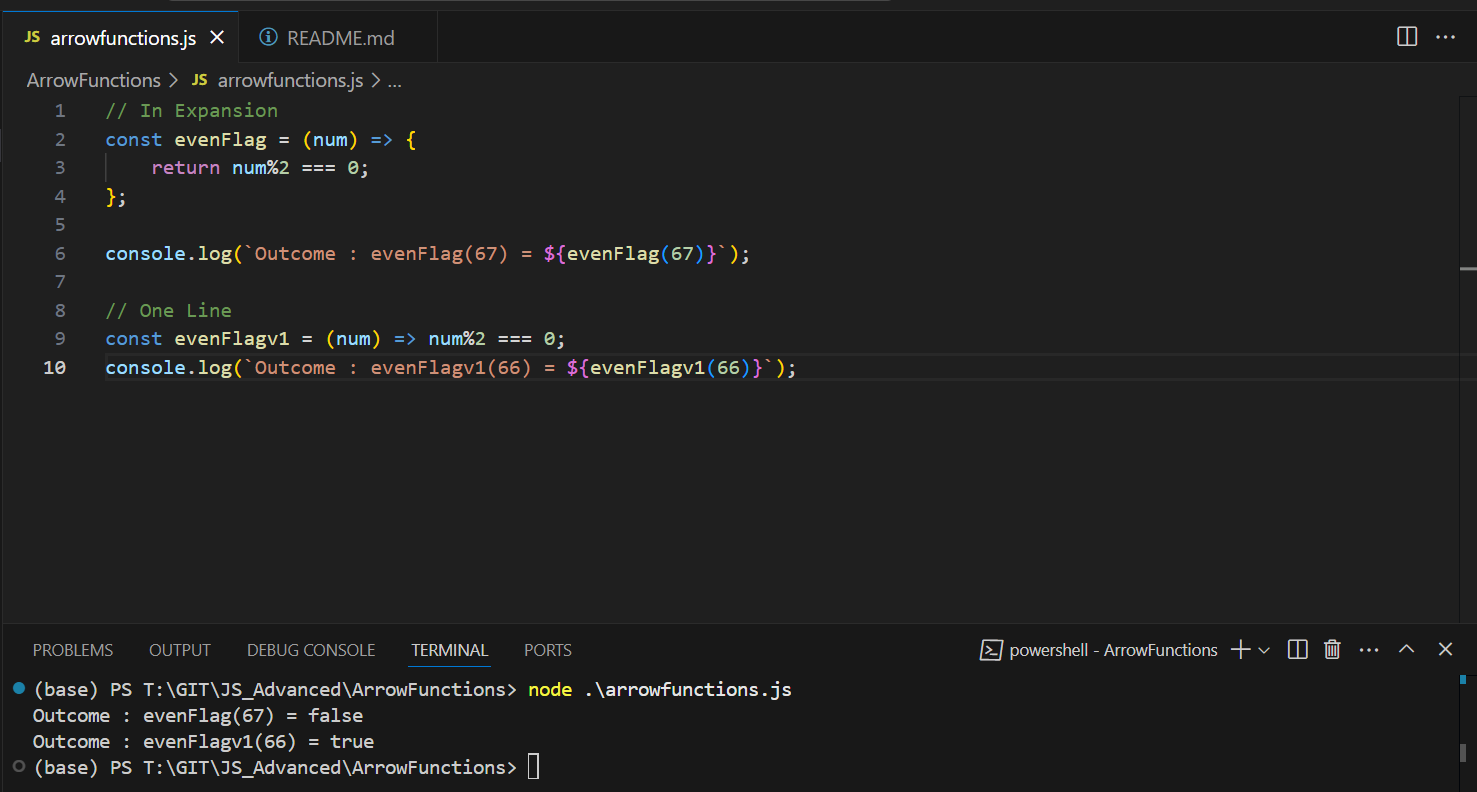 JS arrowfunctions.js README.md
ArrowFunctions > JS arrowfunctions.js > ...
1 // In Expansion
2 const evenFlag = (num) => {
3     return num%2 === 0;
4 };
5
6 console.log(`Outcome : evenFlag(67) = ${evenFlag(67)}`);
7
8 // One Line
9 const evenFlagv1 = (num) => num%2 === 0;
10 console.log(`Outcome : evenFlagv1(66) = ${evenFlagv1(66)}`);
PROBLEMS OUTPUT DEBUG CONSOLE TERMINAL PORTS powershell - ArrowFunctions
(base) PS T:\GIT\JS_Advanced\ArrowFunctions> node .\arrowfunctions.js
Outcome : evenFlag(67) = false
Outcome : evenFlagv1(66) = true
(base) PS T:\GIT\JS_Advanced\ArrowFunctions>